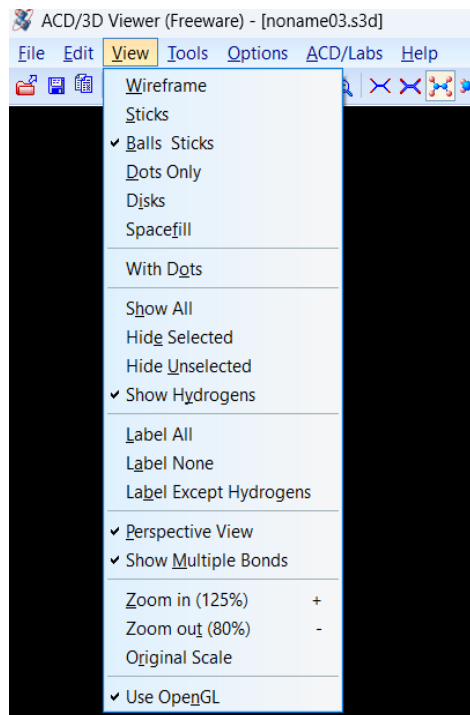 ACD/3D Viewer (Freeware) - [noname03.s3d]
File Edit View Tools Options ACD/Labs Help
Wireframe
Sticks
Balls Sticks
Dots Only
Disks
Spacefill
With Dots
Show All
Hide Selected
Hide Unselected
Show Hydrogens
Label All
Label None
Label Except Hydrogens
Perspective View
Show Multiple Bonds
Zoom in (125%) +
Zoom out (80%) -
Original Scale
Use OpenGL